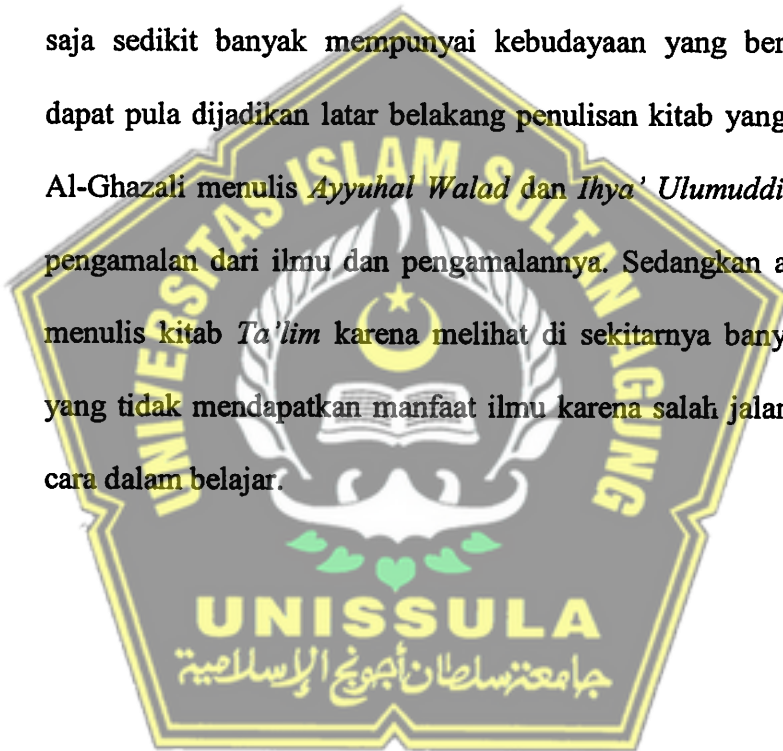 saja sedikit banyak mempunyai kebudayaan yang ber
dapat pula dijadikan latar belakang penulisan kitab yang
Al-Ghazali menulis Ayyuhal Walad dan Ihya' Ulumuddi
pengamalan dari ilmu dan pengamalannya. Sedangkan a
menulis kitab Ta'lim karena melihat di sekitarnya bany
yang tidak mendapatkan manfaat ilmu karena salah jalan
cara dalam belajar.
UNIVERSITAS ISLAM SULTAN AGUNG
UNISSULA
جامعة سلطان أجونج الإسلامية